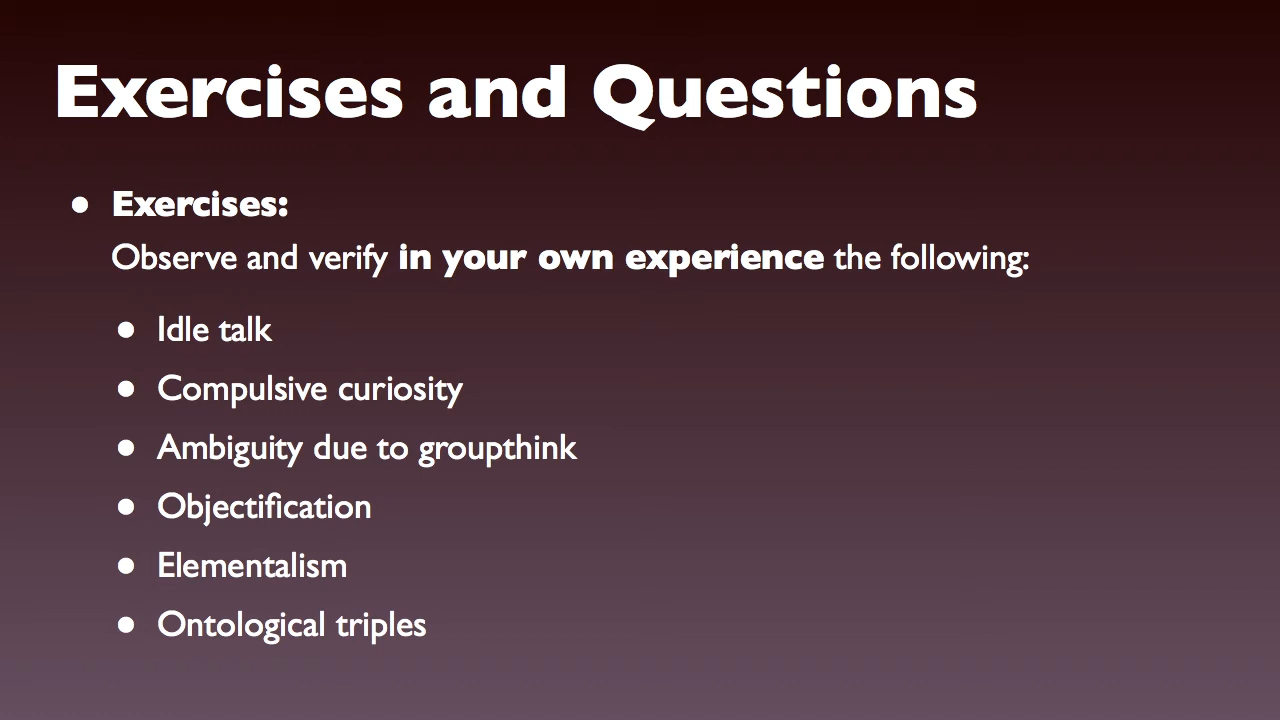 Exercises and Questions
• Exercises:
Observe and verify in your own experience the following:
• Idle talk
• Compulsive curiosity
• Ambiguity due to groupthink
• Objectification
• Elementalism
• Ontological triples